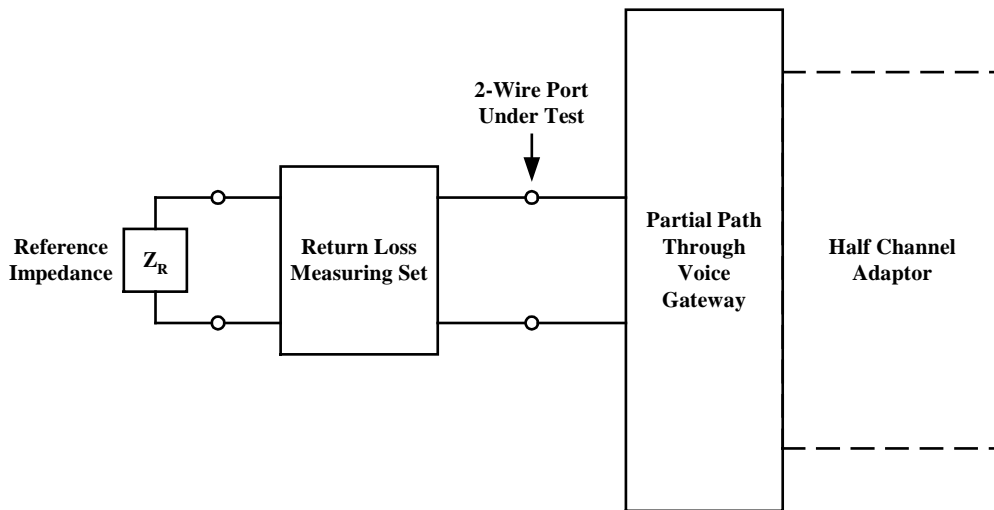 2-Wire Port
Under Test
Reference
Impedance
Z_R
Return Loss
Measuring Set
Partial Path
Through
Voice
Gateway
Half Channel
Adaptor